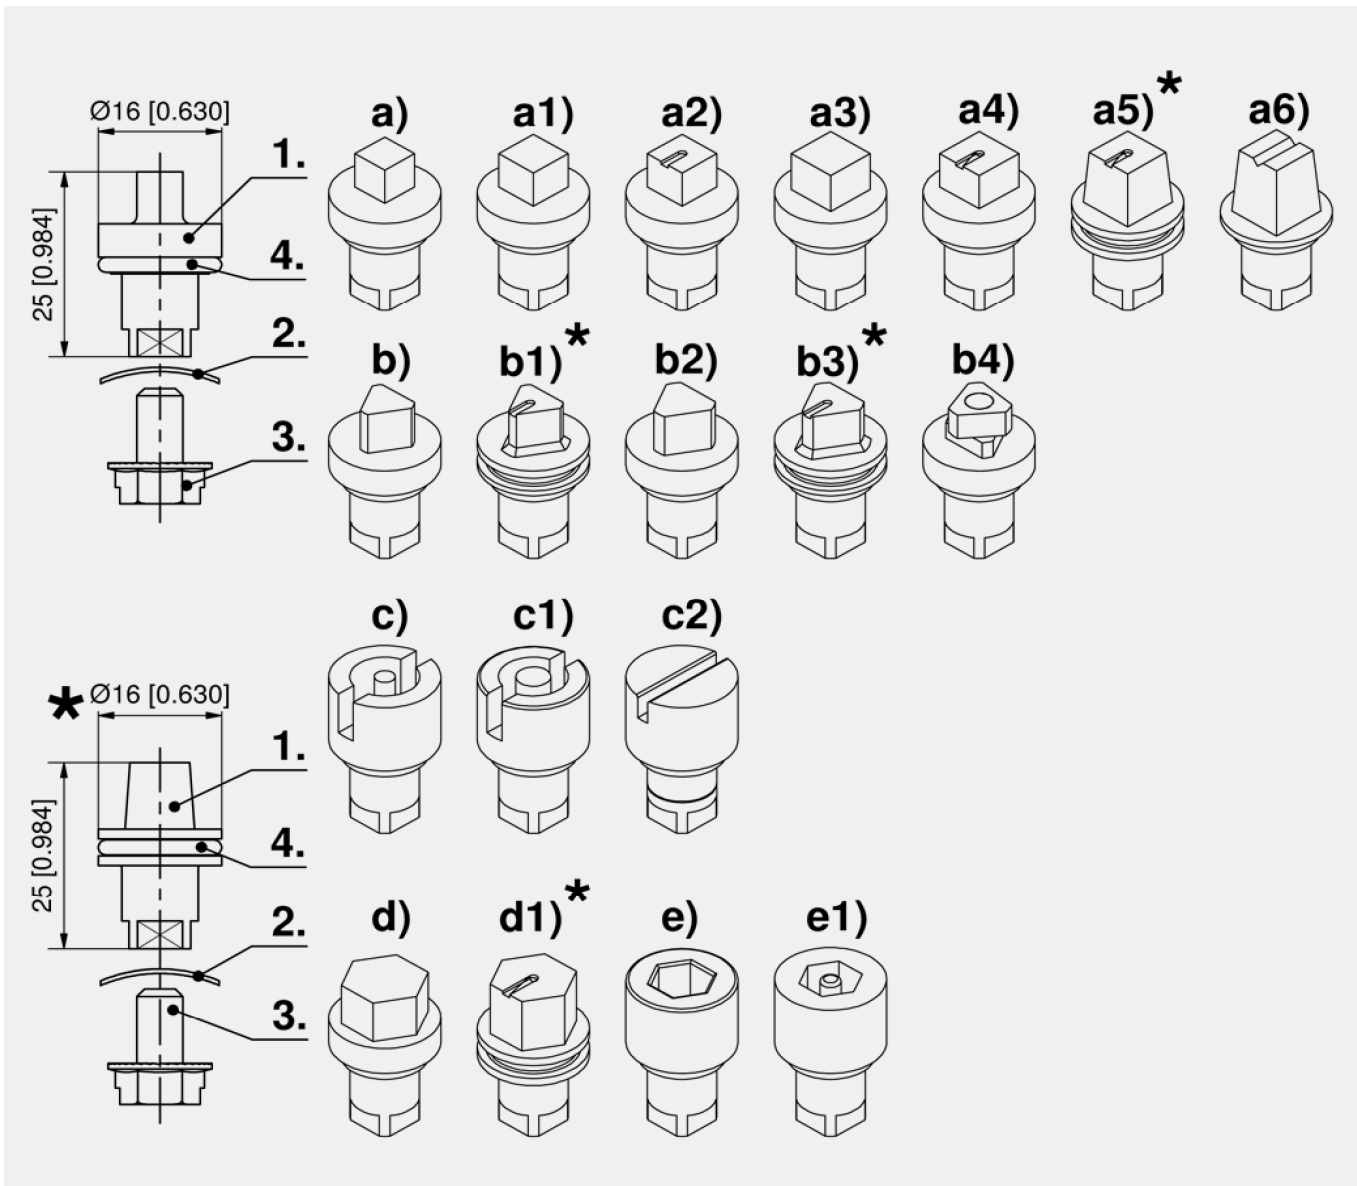 Ø16 [0.630]
25 [0.984]
1.
4.
2.
3.
a) a1) a2) a3) a4) a5)* a6)
b) b1)* b2) b3)* b4)
c) c1) c2)
* Ø16 [0.630]
25 [0.984]
1.
4.
2.
3.
d) d1)* e) e1)